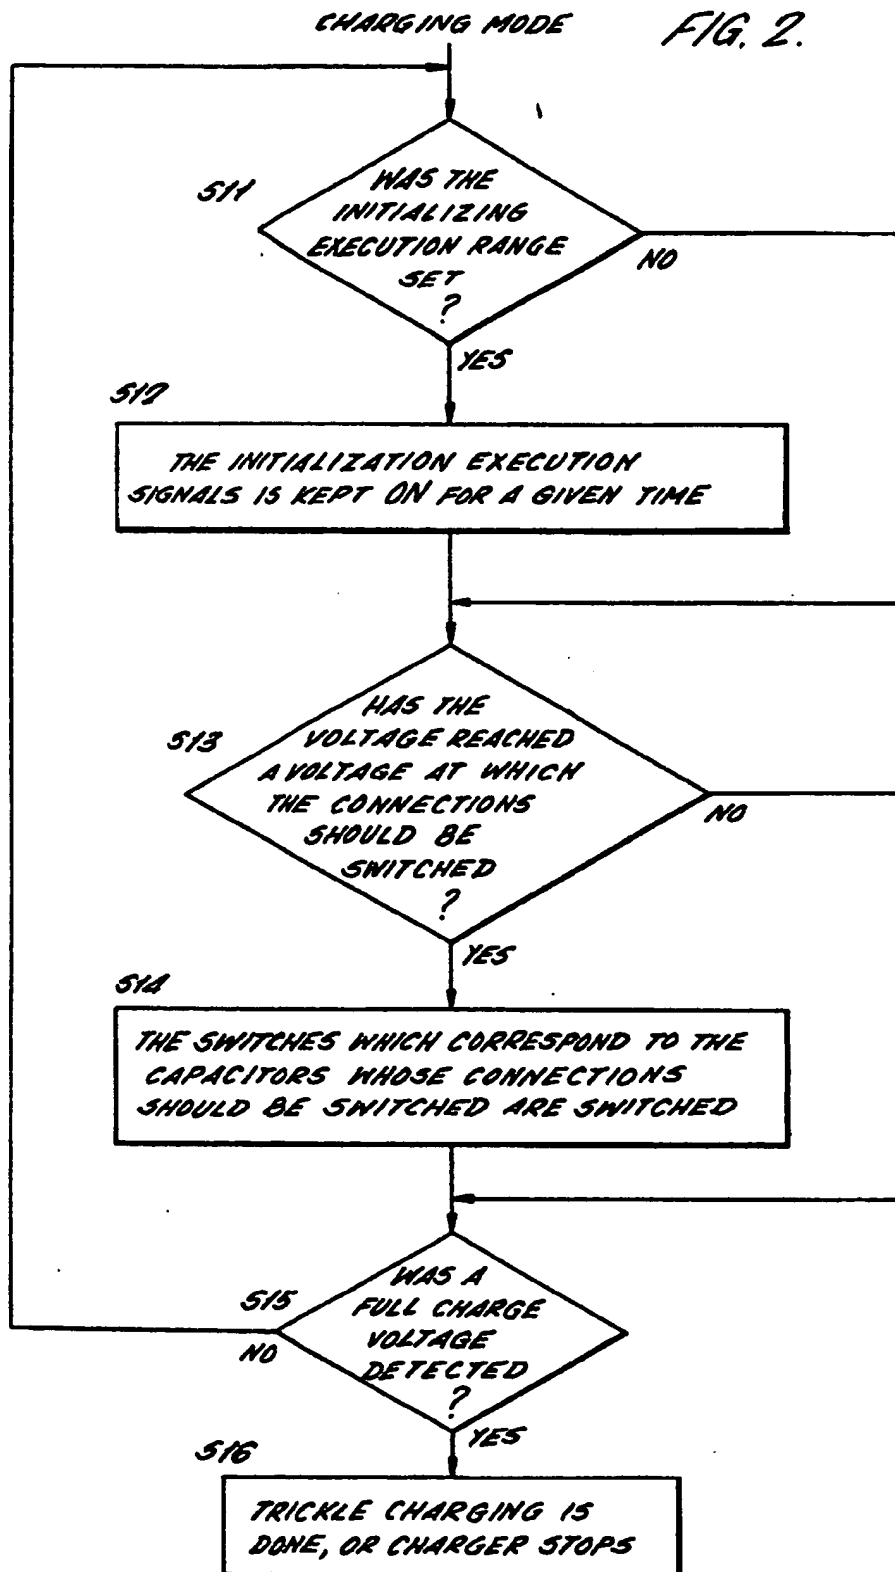 CHARGING MODE
FIG. 2.
S11
WAS THE
INITIALIZING
EXECUTION RANGE
SET
?
NO
YES
S12
THE INITIALIZATION EXECUTION
SIGNALS IS KEPT ON FOR A GIVEN TIME
S13
HAS THE
VOLTAGE REACHED
A VOLTAGE AT WHICH
THE CONNECTIONS
SHOULD BE
SWITCHED
?
NO
YES
S14
THE SWITCHES WHICH CORRESPOND TO THE
CAPACITORS WHOSE CONNECTIONS
SHOULD BE SWITCHED ARE SWITCHED
S15
WAS A
FULL CHARGE
VOLTAGE
DETECTED
?
NO
YES
S16
TRICKLE CHARGING IS
DONE, OR CHARGER STOPS